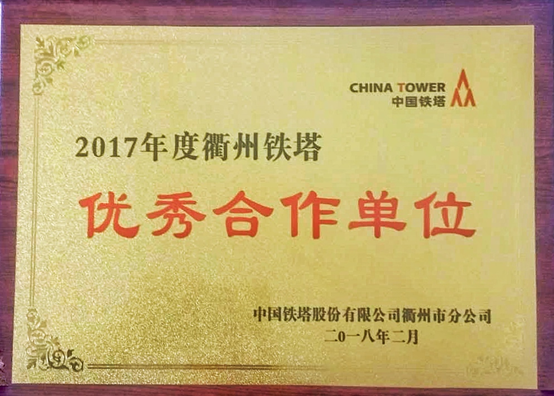 CHINA TOWER
中国铁塔
2017年度衢州铁塔
优秀合作单位
中国铁塔股份有限公司衢州市分公司
二0一八年二月